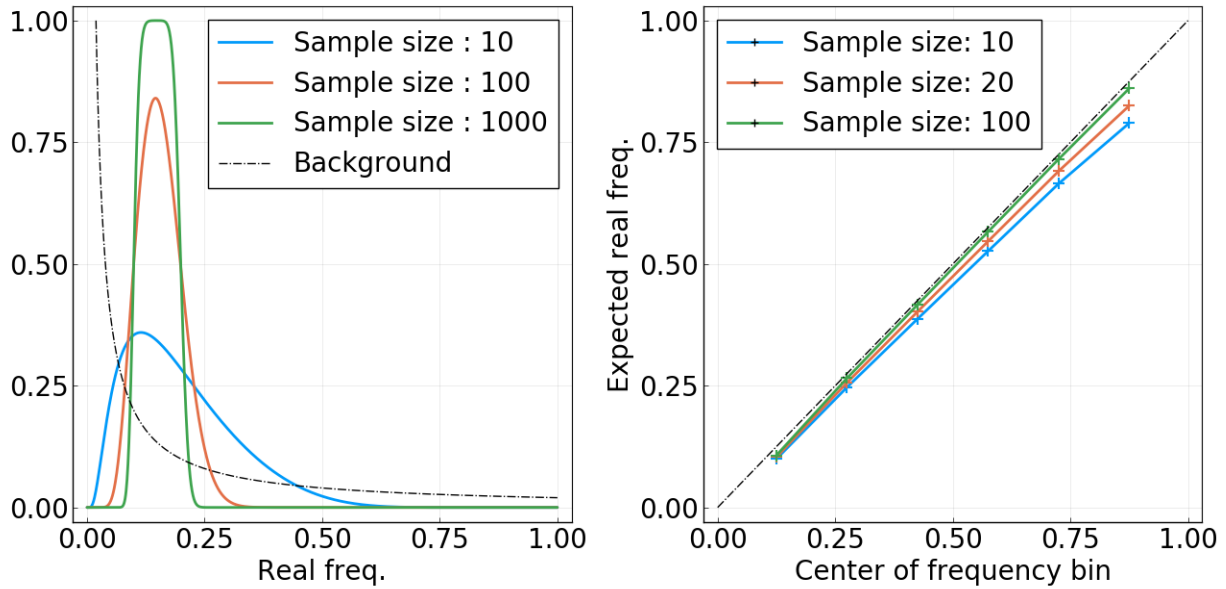 1.00
0.75
0.50
0.25
0.00
0.00 0.25 0.50 0.75 1.00
Real freq.
Sample size : 10
Sample size : 100
Sample size : 1000
Background
Expected real freq.
1.00
0.75
0.50
0.25
0.00
0.00 0.25 0.50 0.75 1.00
Center of frequency bin
Sample size: 10
Sample size: 20
Sample size: 100